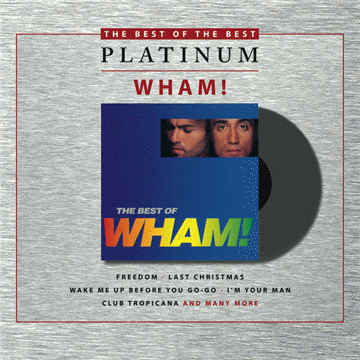 THE BEST OF THE BEST
PLATINUM
WHAM!
THE BEST OF
WHAM!
FREEDOM · LAST CHRISTMAS
WAKE ME UP BEFORE YOU GO-GO · I'M YOUR MAN
CLUB TROPICANA AND MANY MORE